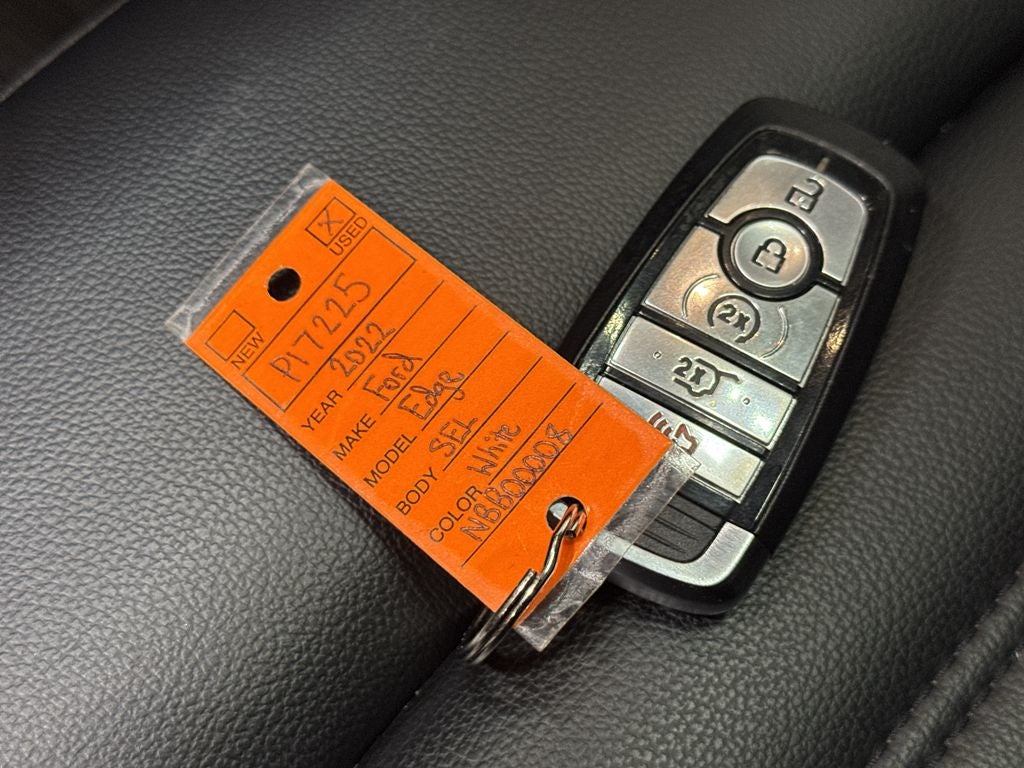 X
USED
NEW
P17225
YEAR 2022
MAKE Ford
MODEL Edge
BODY SEL
COLOR White
NBB00008
2x
2x